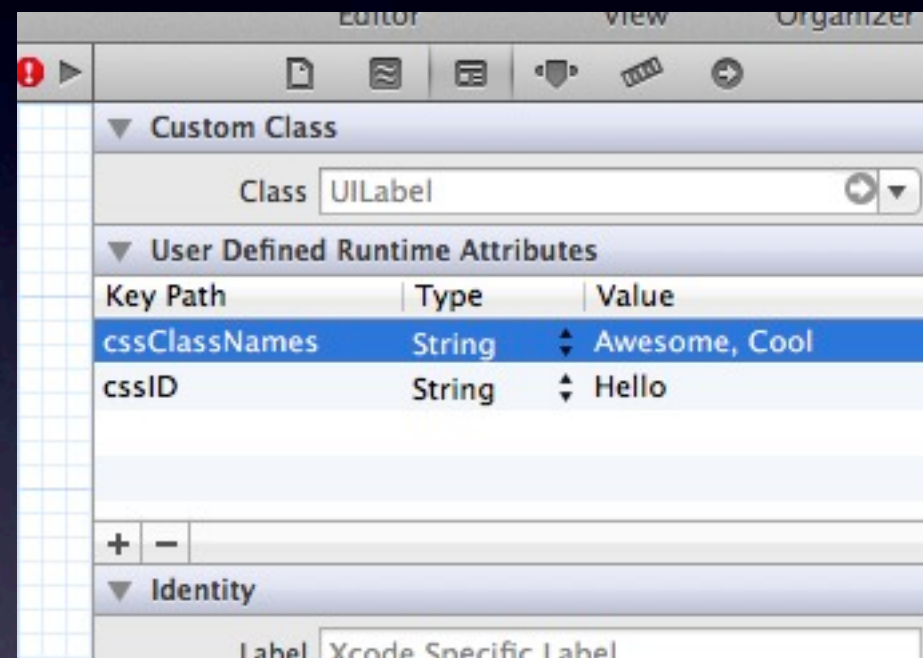 Editor View Organizer
Custom Class
Class UILabel
User Defined Runtime Attributes
Key Path Type Value
cssClassNames String Awesome, Cool
cssID String Hello
+ −
Identity
Label Xcode Specific Label